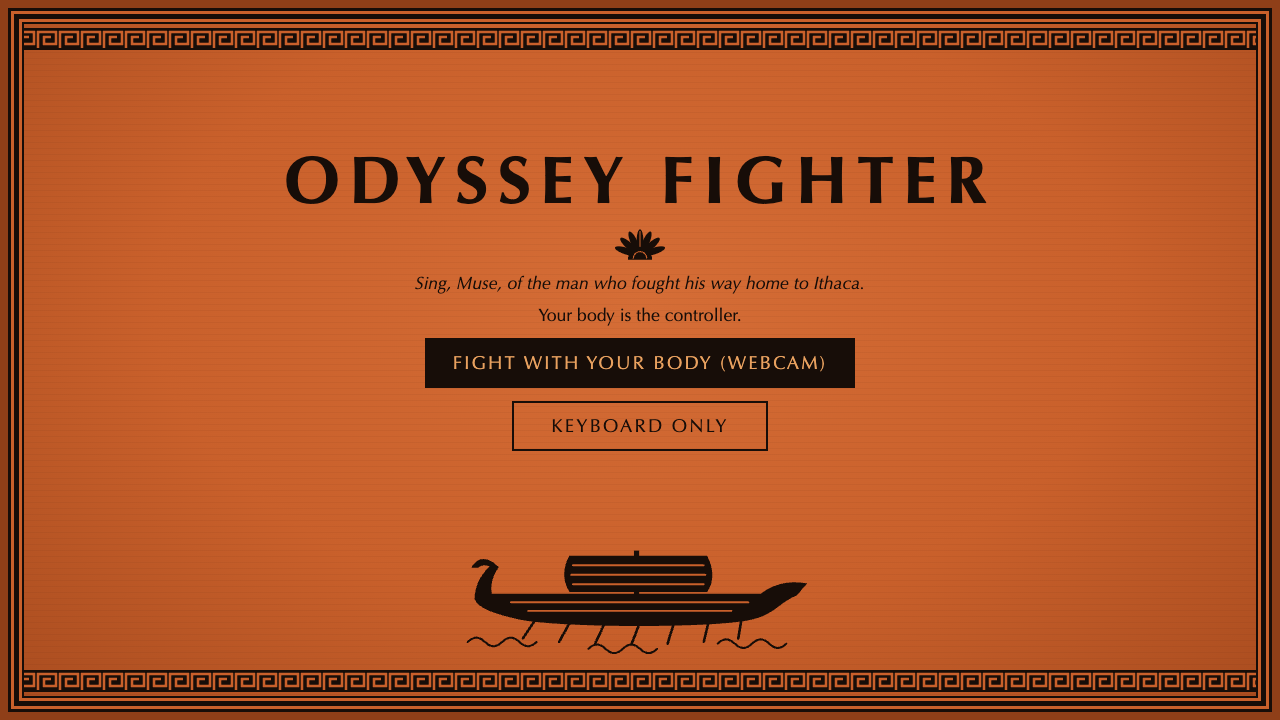 ODYSSEY FIGHTER
Sing, Muse, of the man who fought his way home to Ithaca.
Your body is the controller.
FIGHT WITH YOUR BODY (WEBCAM)
KEYBOARD ONLY